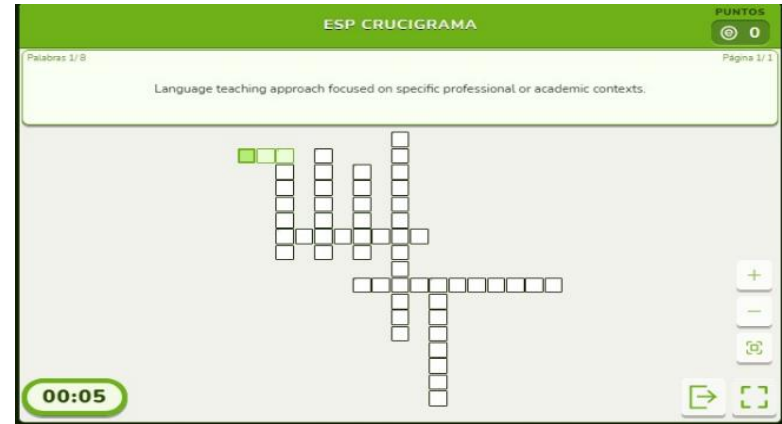 ESP CRUCIGRAMA
PUNTOS
0
Palabras 1/8
Página 1/1
Language teaching approach focused on specific professional or academic contexts.
00:05